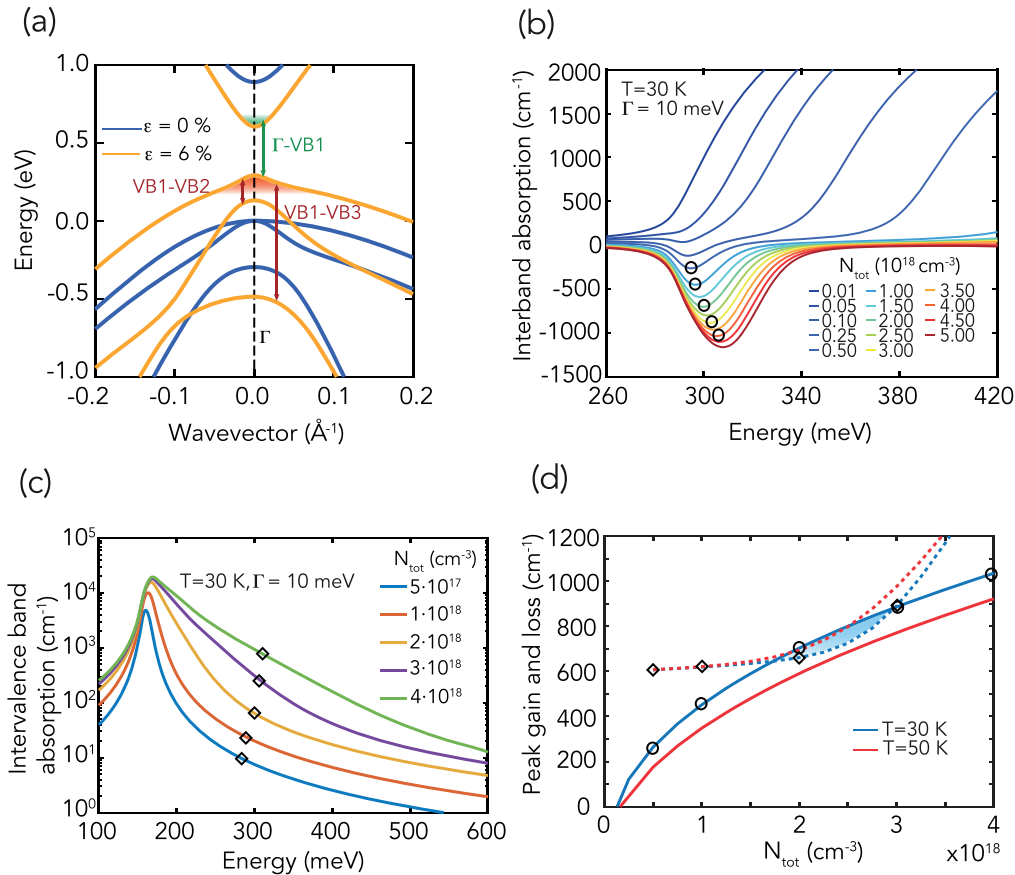 (a)
1.0
0.5
0.0
-0.5
-1.0
Energy (eV)
ε = 0 %
ε = 6 %
Γ-VB1
VB1-VB2
VB1-VB3
Γ
-0.2
-0.1
0.0
0.1
0.2
Wavevector (Å⁻¹)
(b)
2000
1500
1000
500
0
-500
-1000
-1500
Interband absorption (cm⁻¹)
T=30 K
Γ = 10 meV
N_tot (10¹⁸ cm⁻³)
0.01 1.00 3.50
0.05 1.50 4.00
0.10 2.00 4.50
0.25 2.50 5.00
0.50 3.00
260
300
340
380
420
Energy (meV)
(c)
10⁵
10⁴
10³
10²
10¹
10⁰
Intervalence band
absorption (cm⁻¹)
T=30 K, Γ = 10 meV
N_tot (cm⁻³)
5·10¹⁷
1·10¹⁸
2·10¹⁸
3·10¹⁸
4·10¹⁸
100
200
300
400
500
600
Energy (meV)
(d)
1200
1000
800
600
400
200
0
Peak gain and loss (cm⁻¹)
T=30 K
T=50 K
0
1
2
3
4
N_tot (cm⁻³)
x10¹⁸